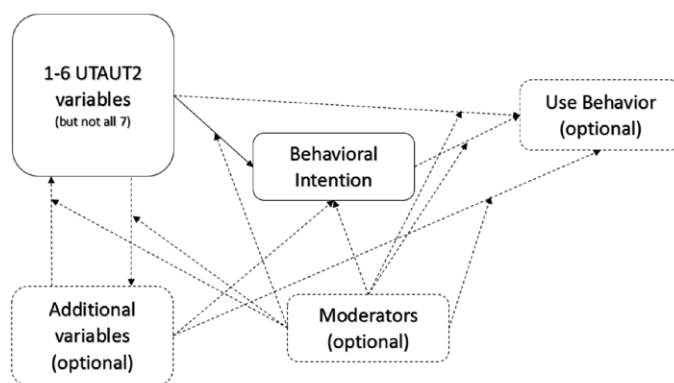 1-6 UTAUT2
variables
(but not all 7)
Use Behavior
(optional)
Behavioral
Intention
Additional
variables
(optional)
Moderators
(optional)